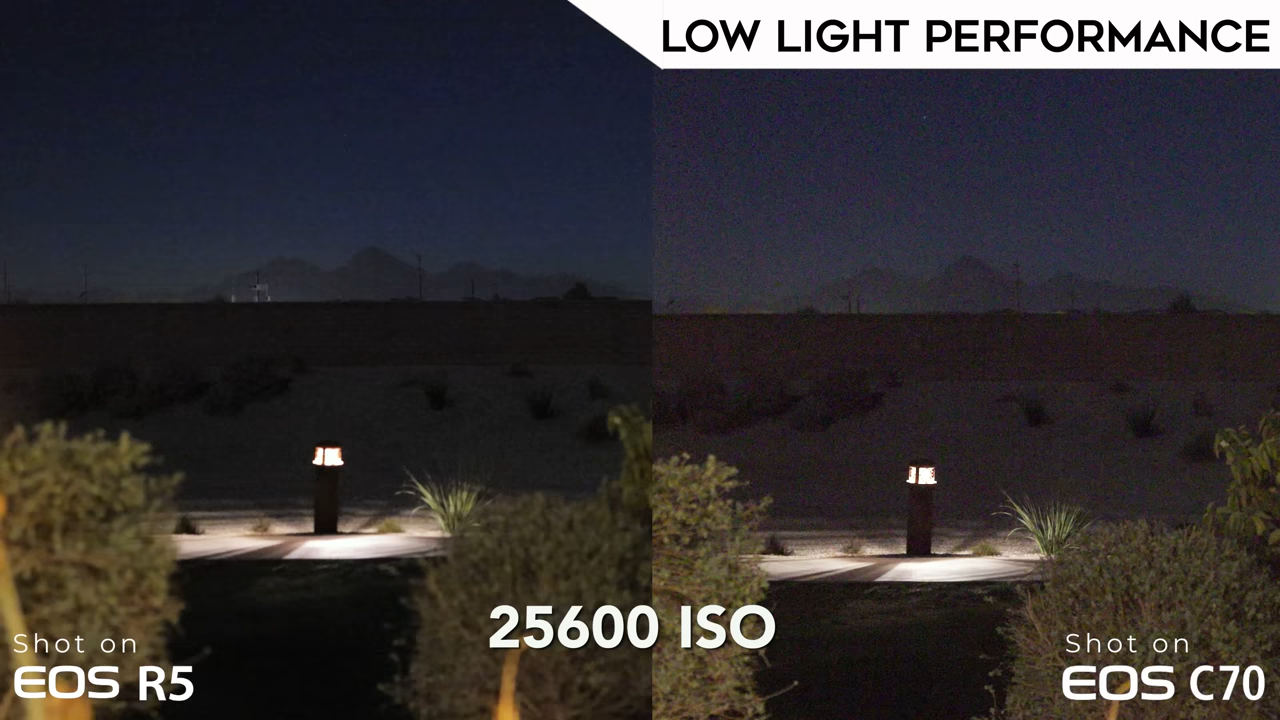 LOW LIGHT PERFORMANCE
25600 ISO
Shot on
EOS R5
Shot on
EOS C70